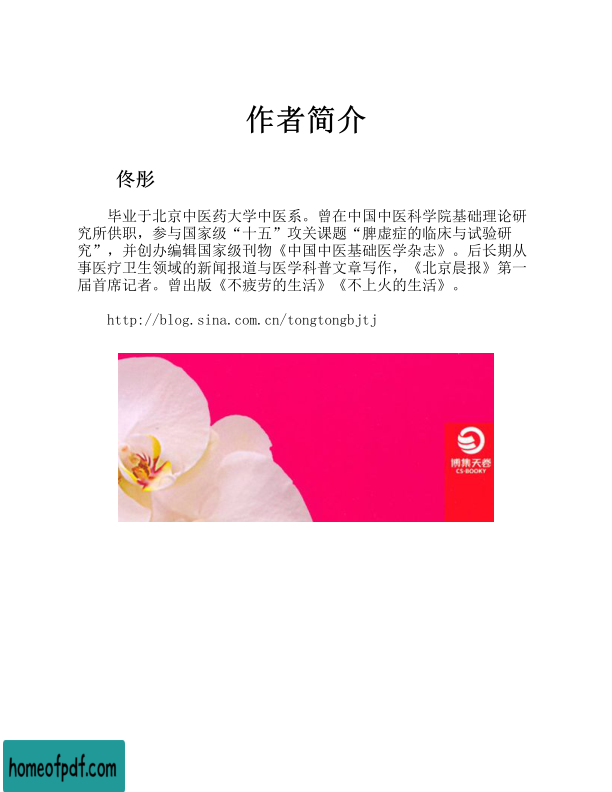 作者简介
佟彤
毕业于北京中医药大学中医系。曾在中国中医科学院基础理论研
究所供职，参与国家级“十五”攻关课题“脾虚症的临床与试验研
究”，并创办编辑国家级刊物《中国中医基础医学杂志》。后长期从
事医疗卫生领域的新闻报道与医学科普文章写作，《北京晨报》第一
届首席记者。曾出版《不疲劳的生活》《不上火的生活》。
http://blog.sina.com.cn/tongtongbjtj
博集天卷
CS-BOOKY
homeofpdf.com